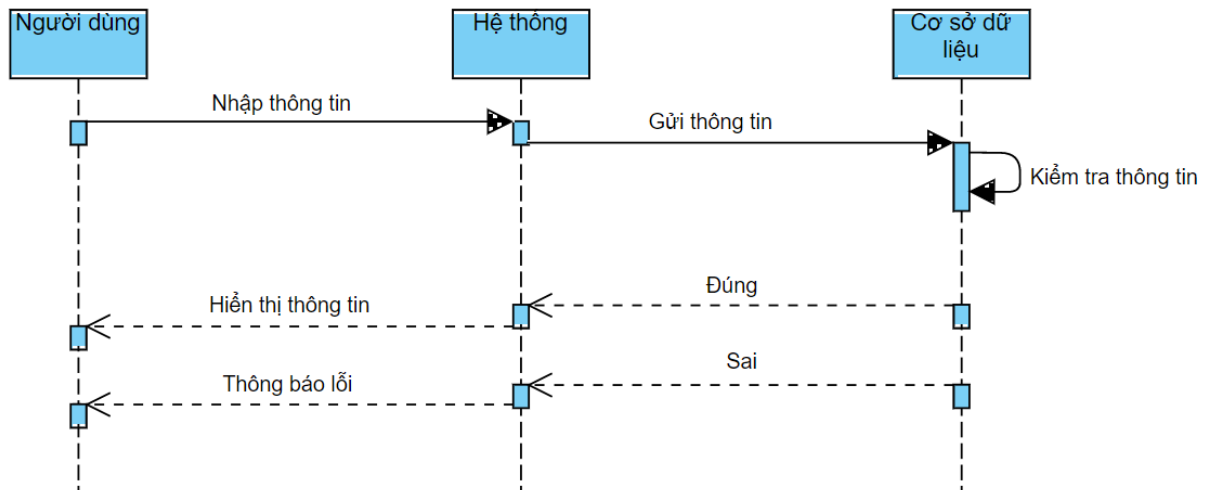 Người dùng
Hệ thống
Cơ sở dữ
liệu
Nhập thông tin
Gửi thông tin
Kiểm tra thông tin
Đúng
Hiển thị thông tin
Sai
Thông báo lỗi